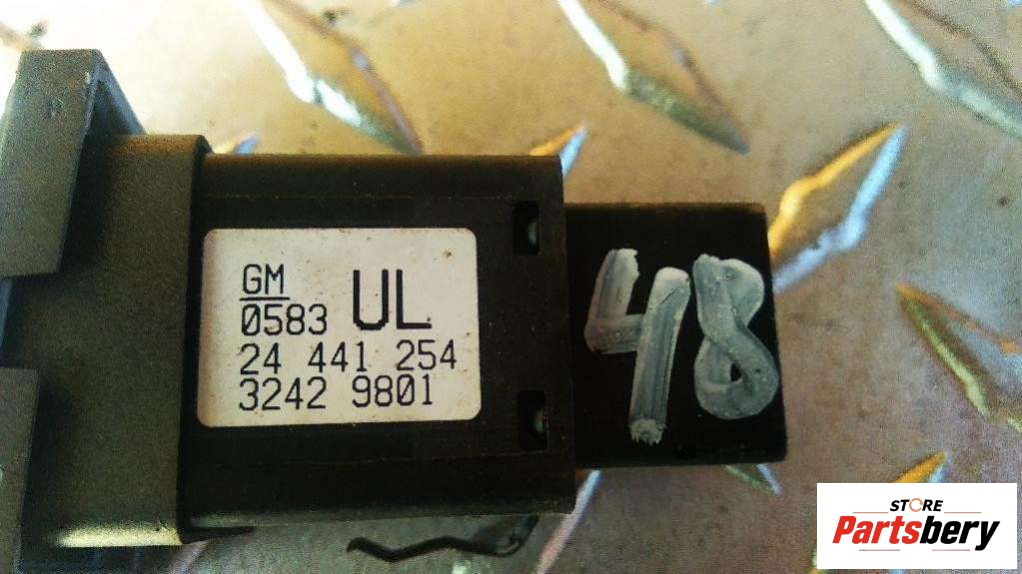 GM
0583 UL
24 441 254
3242 9801
48
STORE
Partsbery